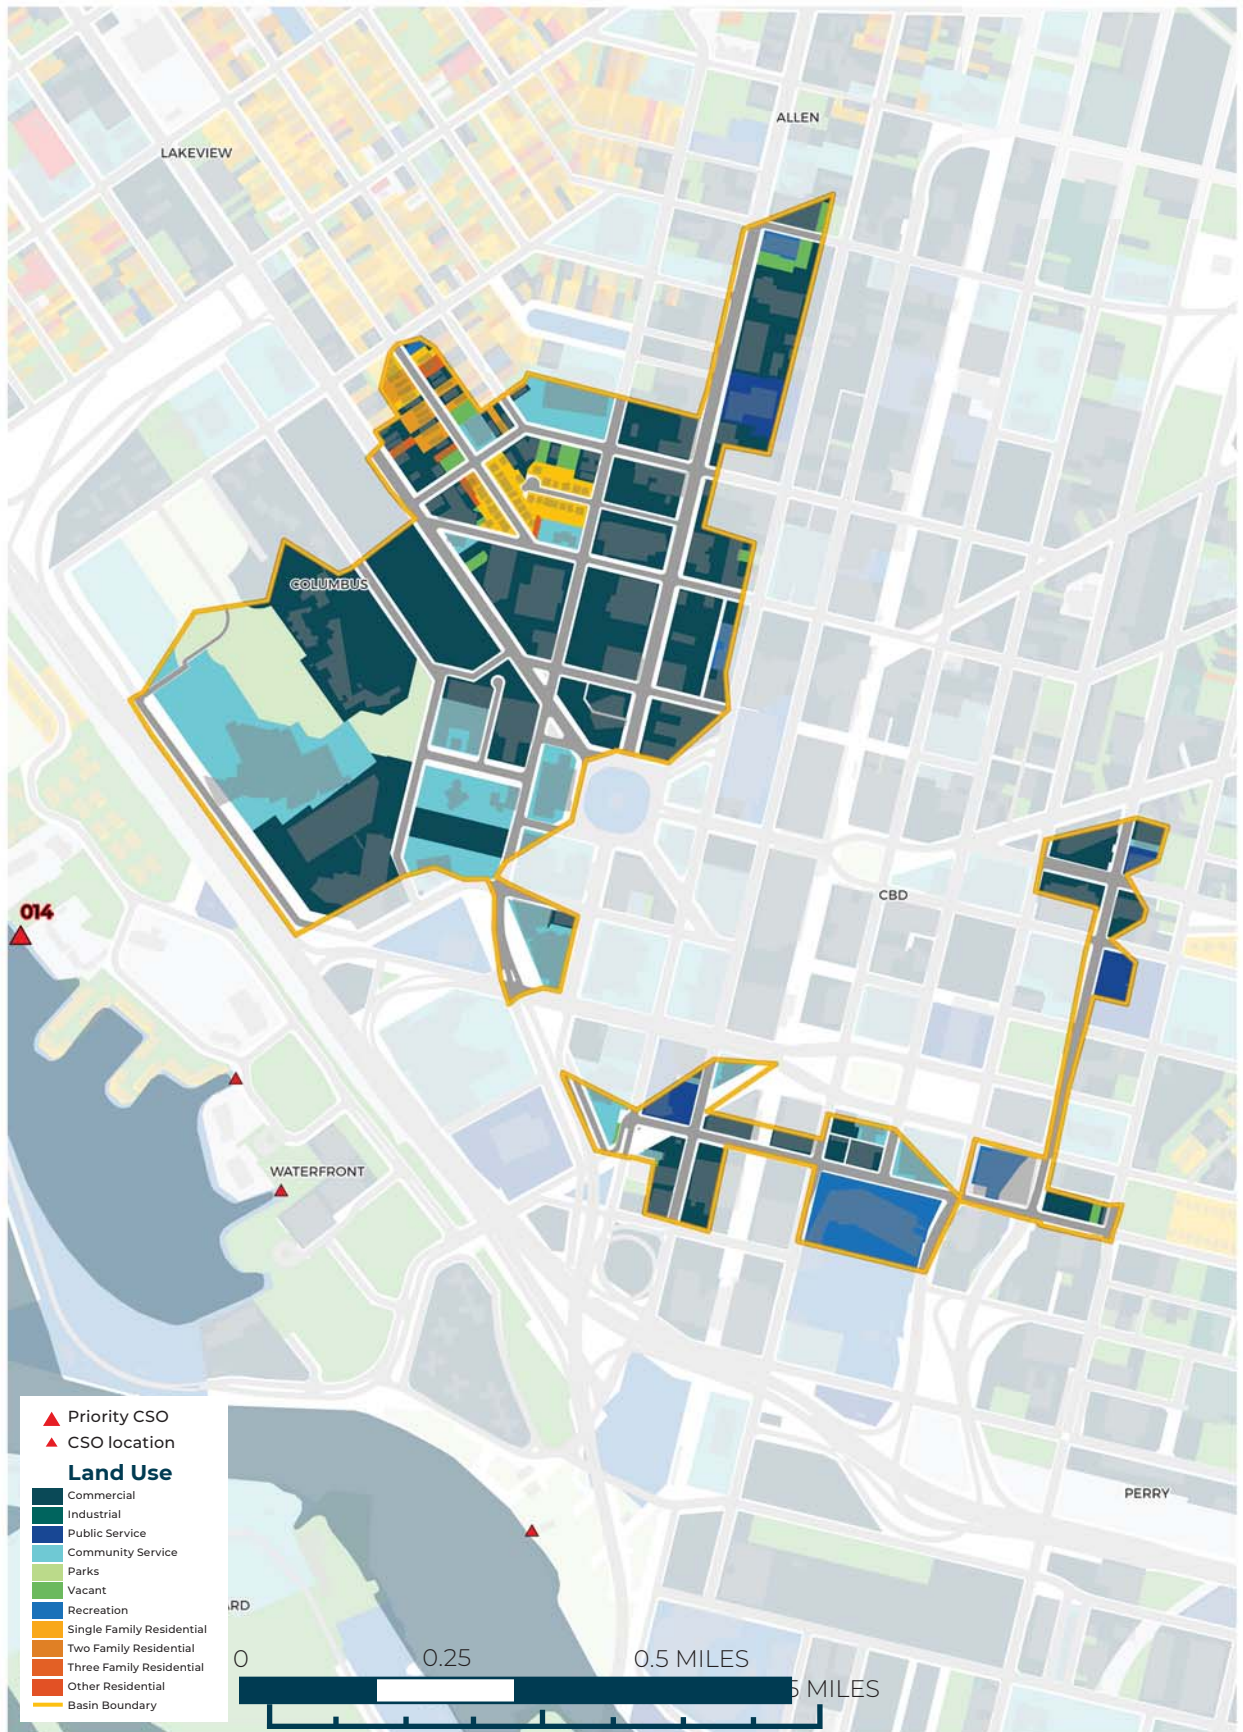 ALLEN
LAKEVIEW
COLUMBUS
CBD
014
WATERFRONT
PERRY
Priority CSO
CSO location
Land Use
Commercial
Industrial
Public Service
Community Service
Parks
Vacant
Recreation
Single Family Residential
Two Family Residential
Three Family Residential
Other Residential
Basin Boundary
RD
0 0.25 0.5 MILES
5 MILES